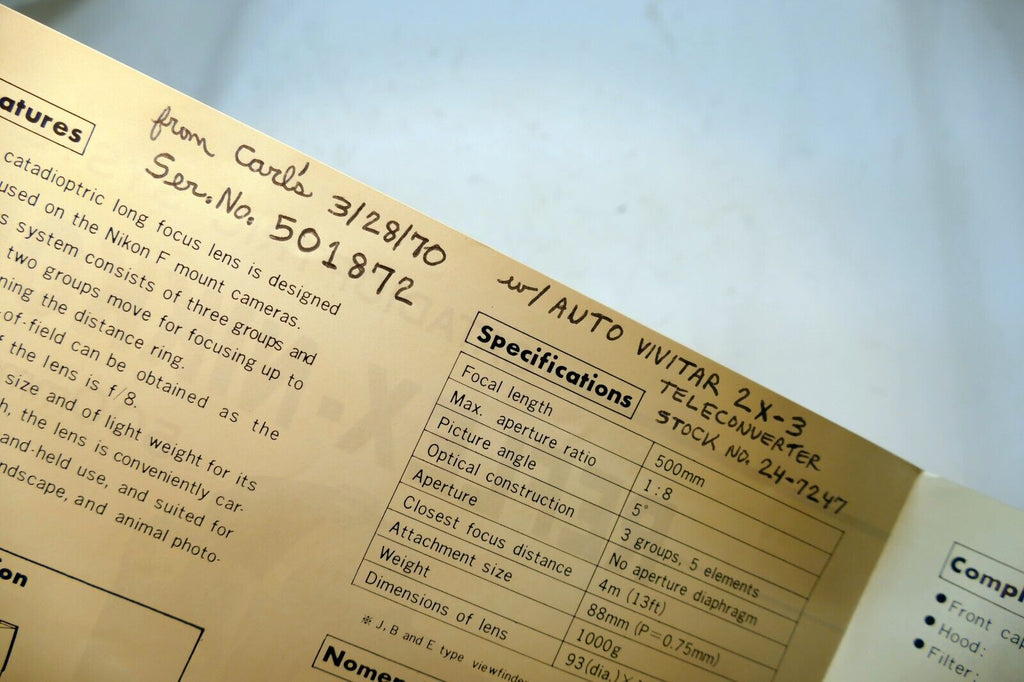 from Carl's 3/28/70
Ser. No. 501872
w/ AUTO VIVITAR 2X-3
TELECONVERTER
STOCK NO. 24-7247
atures
catadioptric long focus lens is designed
used on the Nikon F mount cameras.
s system consists of three groups and
two groups move for focusing up to
ning the distance ring.
of-field can be obtained as the
f the lens is f/8.
size and of light weight for its
h, the lens is conveniently car-
and-held use, and suited for
ndscape, and animal photo-
on
Specifications
Focal length 500mm
Max. aperture ratio 1:8
Picture angle 5°
Optical construction 3 groups, 5 elements
Aperture No aperture diaphragm
Closest focus distance 4m (13ft)
Attachment size 88mm (P=0.75mm)
Weight 1000g
Dimensions of lens 93(dia.)
※ J, B and E type viewfinde
Nomen
Compl
● Front cap
● Hood:
● Filter: